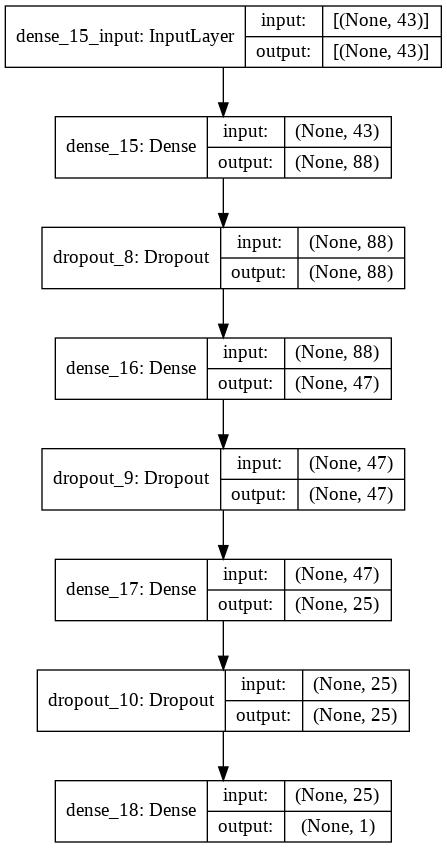 dense_15_input: InputLayer input: [(None, 43)]
output: [(None, 43)]
dense_15: Dense input: (None, 43)
output: (None, 88)
dropout_8: Dropout input: (None, 88)
output: (None, 88)
dense_16: Dense input: (None, 88)
output: (None, 47)
dropout_9: Dropout input: (None, 47)
output: (None, 47)
dense_17: Dense input: (None, 47)
output: (None, 25)
dropout_10: Dropout input: (None, 25)
output: (None, 25)
dense_18: Dense input: (None, 25)
output: (None, 1)